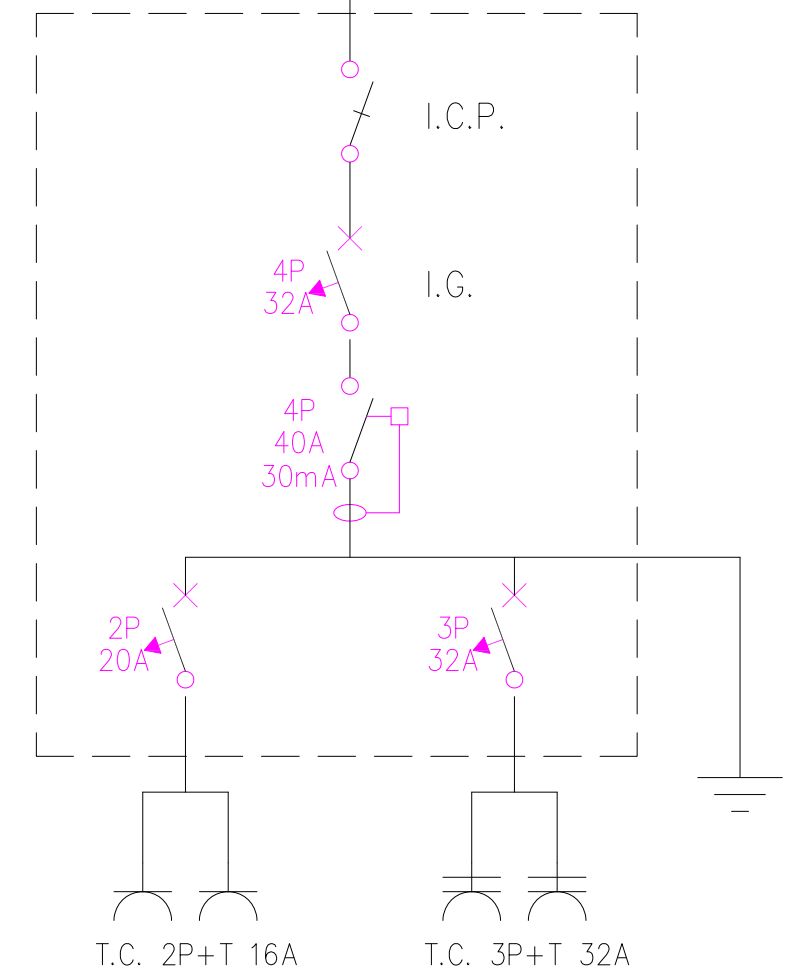 I.C.P.
4P
32A
I.G.
4P
40A
30mA
2P
20A
3P
32A
T.C. 2P+T 16A
T.C. 3P+T 32A